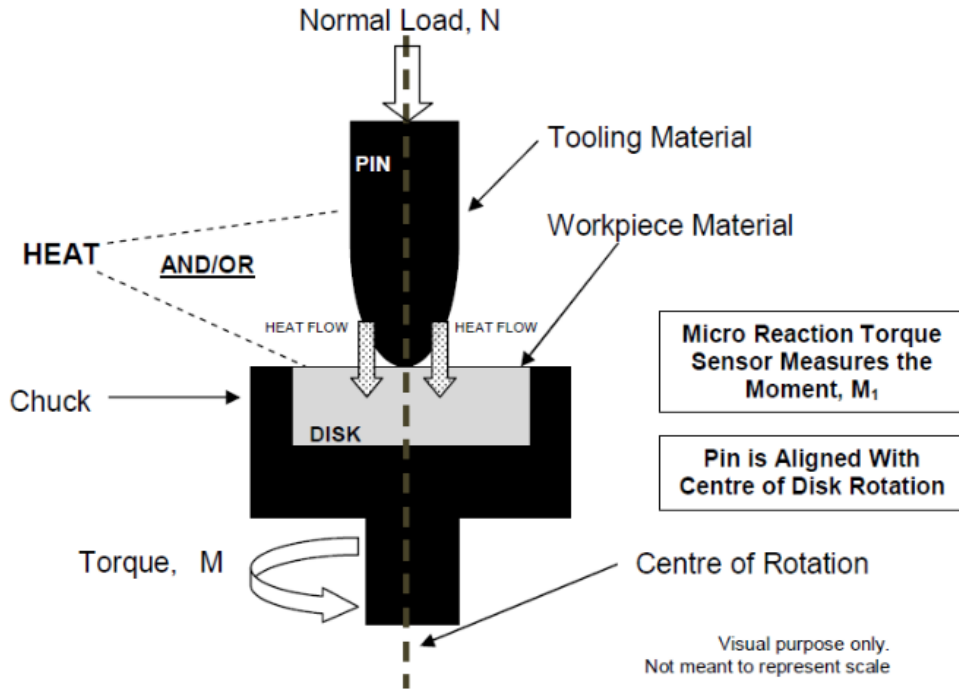 Normal Load, N
PIN
Tooling Material
Workpiece Material
HEAT
AND/OR
HEAT FLOW
HEAT FLOW
Micro Reaction Torque
Sensor Measures the
Moment, M₁
Chuck
DISK
Pin is Aligned With
Centre of Disk Rotation
Torque, M
Centre of Rotation
Visual purpose only.
Not meant to represent scale